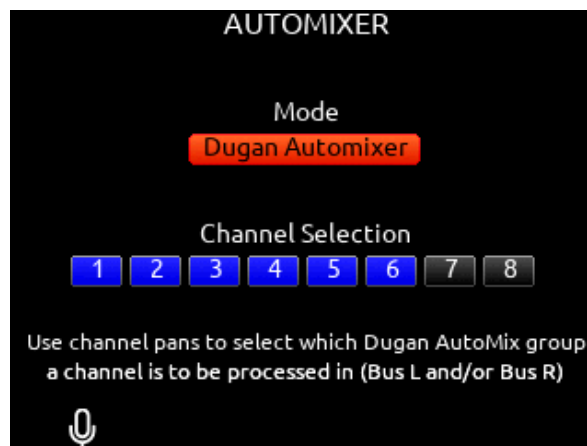 AUTOMIXER
Mode
Dugan Automixer
Channel Selection
1 2 3 4 5 6 7 8
Use channel pans to select which Dugan AutoMix group
a channel is to be processed in (Bus L and/or Bus R)